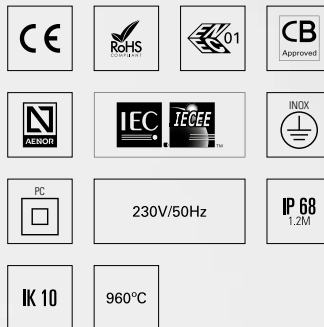 CE
RoHS
COMPLIANT
ENEC 01
CB
Approved
N
AENOR
IEC IECEE
TM
INOX
PC
230V/50Hz
IP 68
1.2M
IK 10
960°C